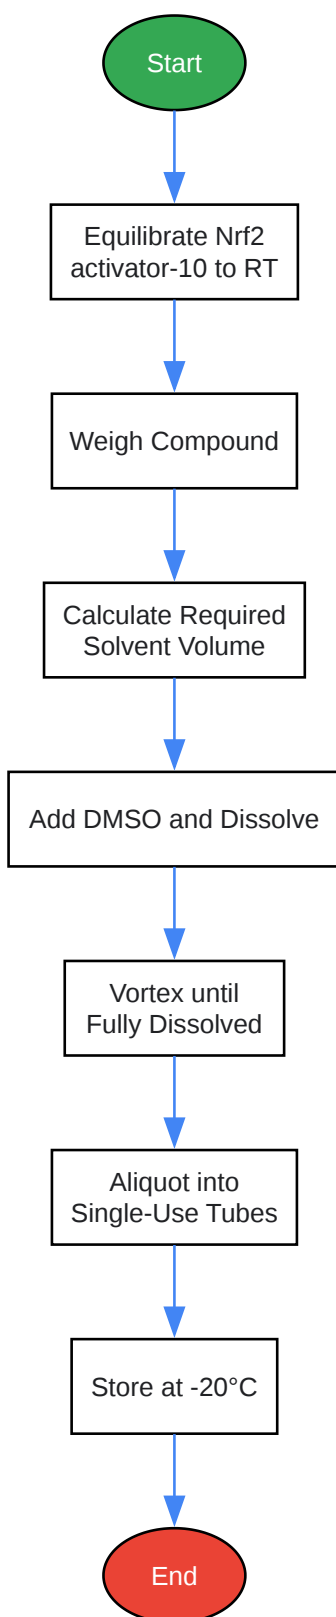 Start
Equilibrate Nrf2
activator-10 to RT
Weigh Compound
Calculate Required
Solvent Volume
Add DMSO and Dissolve
Vortex until
Fully Dissolved
Aliquot into
Single-Use Tubes
Store at -20°C
End